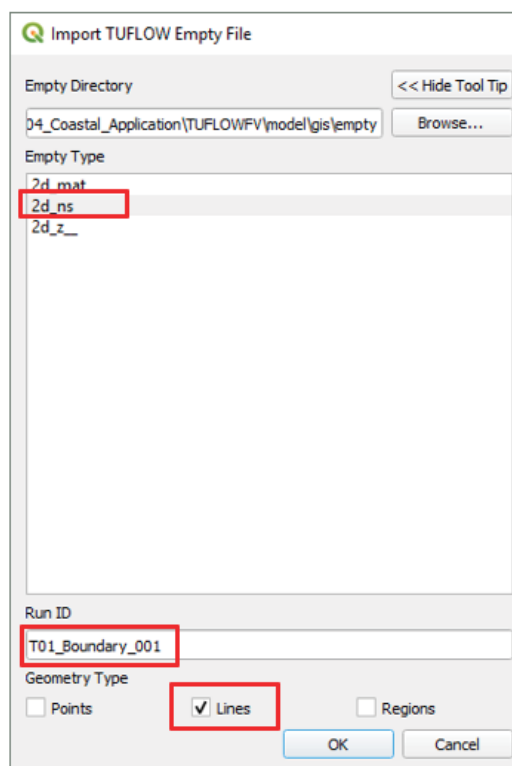 Import TUFLOW Empty File
Empty Directory
<< Hide Tool Tip
04_Coastal_Application\TUFLOWFV\model\gis\empty
Browse...
Empty Type
2d_mat
2d_ns
2d_z__
Run ID
T01_Boundary_001
Geometry Type
Points
Lines
Regions
OK
Cancel